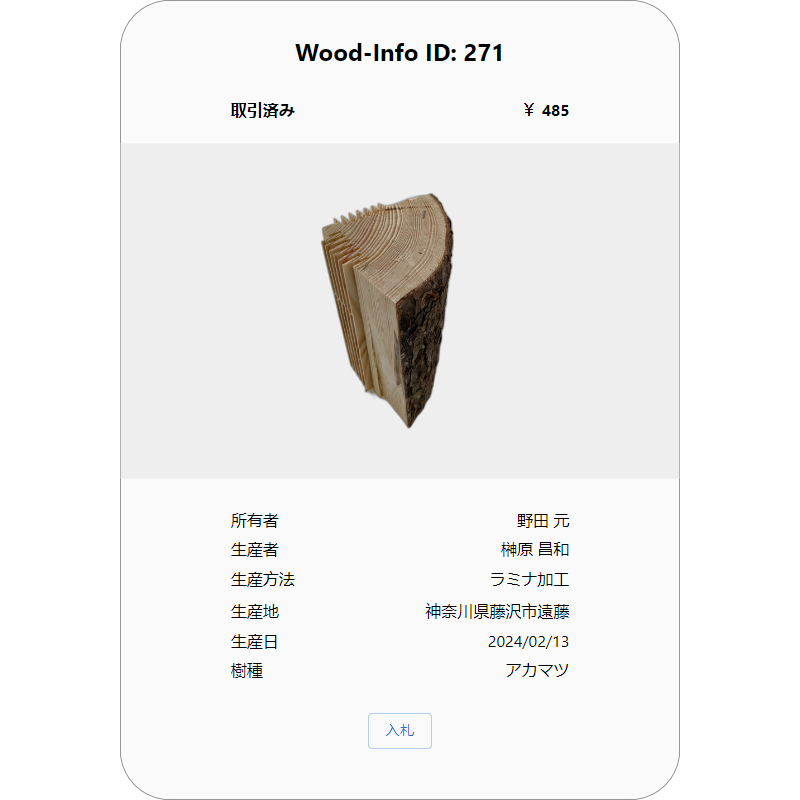 Wood-Info ID: 271
取引済み ￥ 485
所有者 野田 元
生産者 榊原 昌和
生産方法 ラミナ加工
生産地 神奈川県藤沢市遠藤
生産日 2024/02/13
樹種 アカマツ
入札